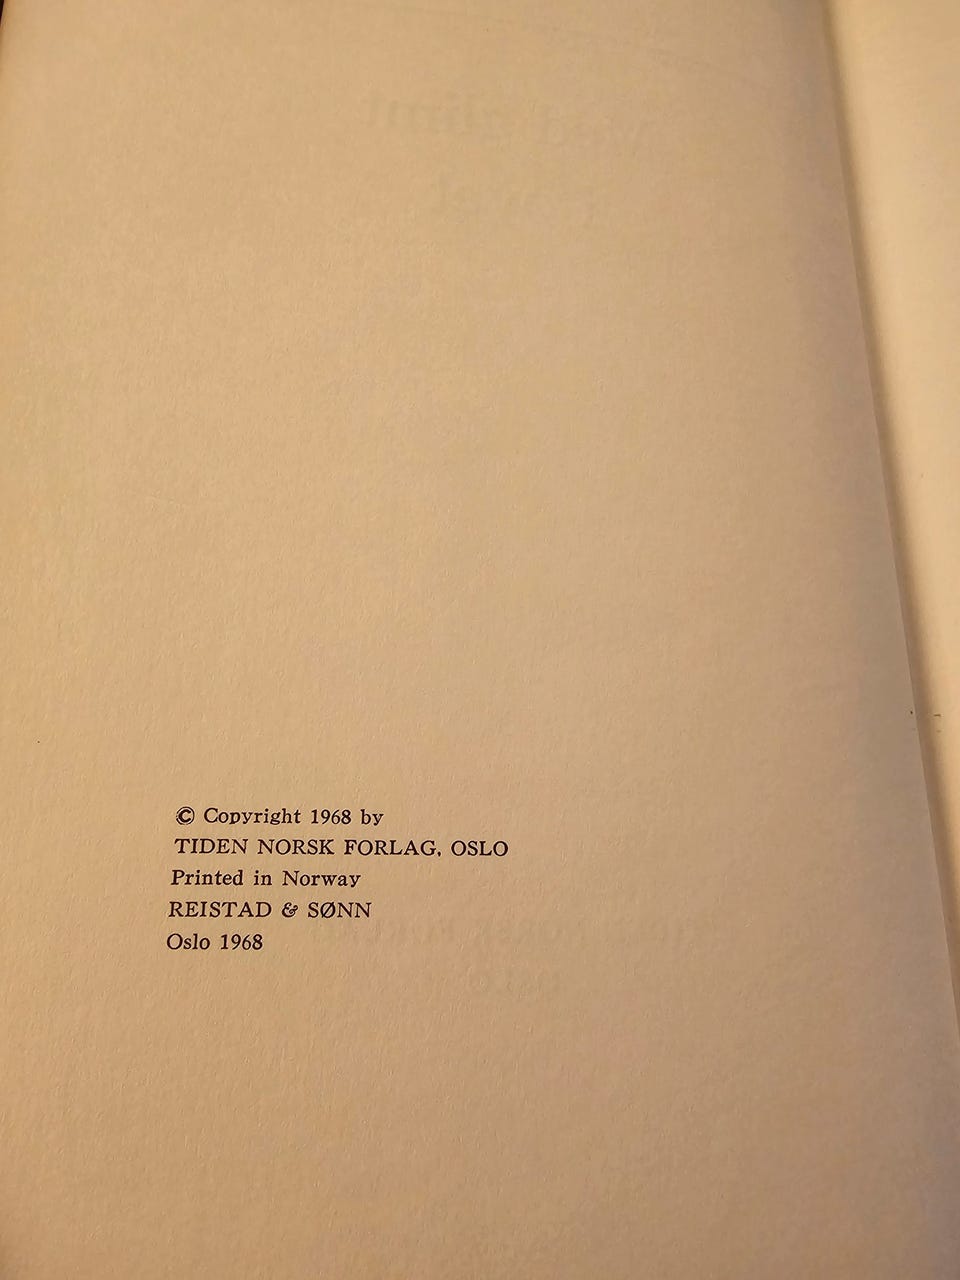 © Copyright 1968 by
TIDEN NORSK FORLAG, OSLO
Printed in Norway
REISTAD & SØNN
Oslo 1968